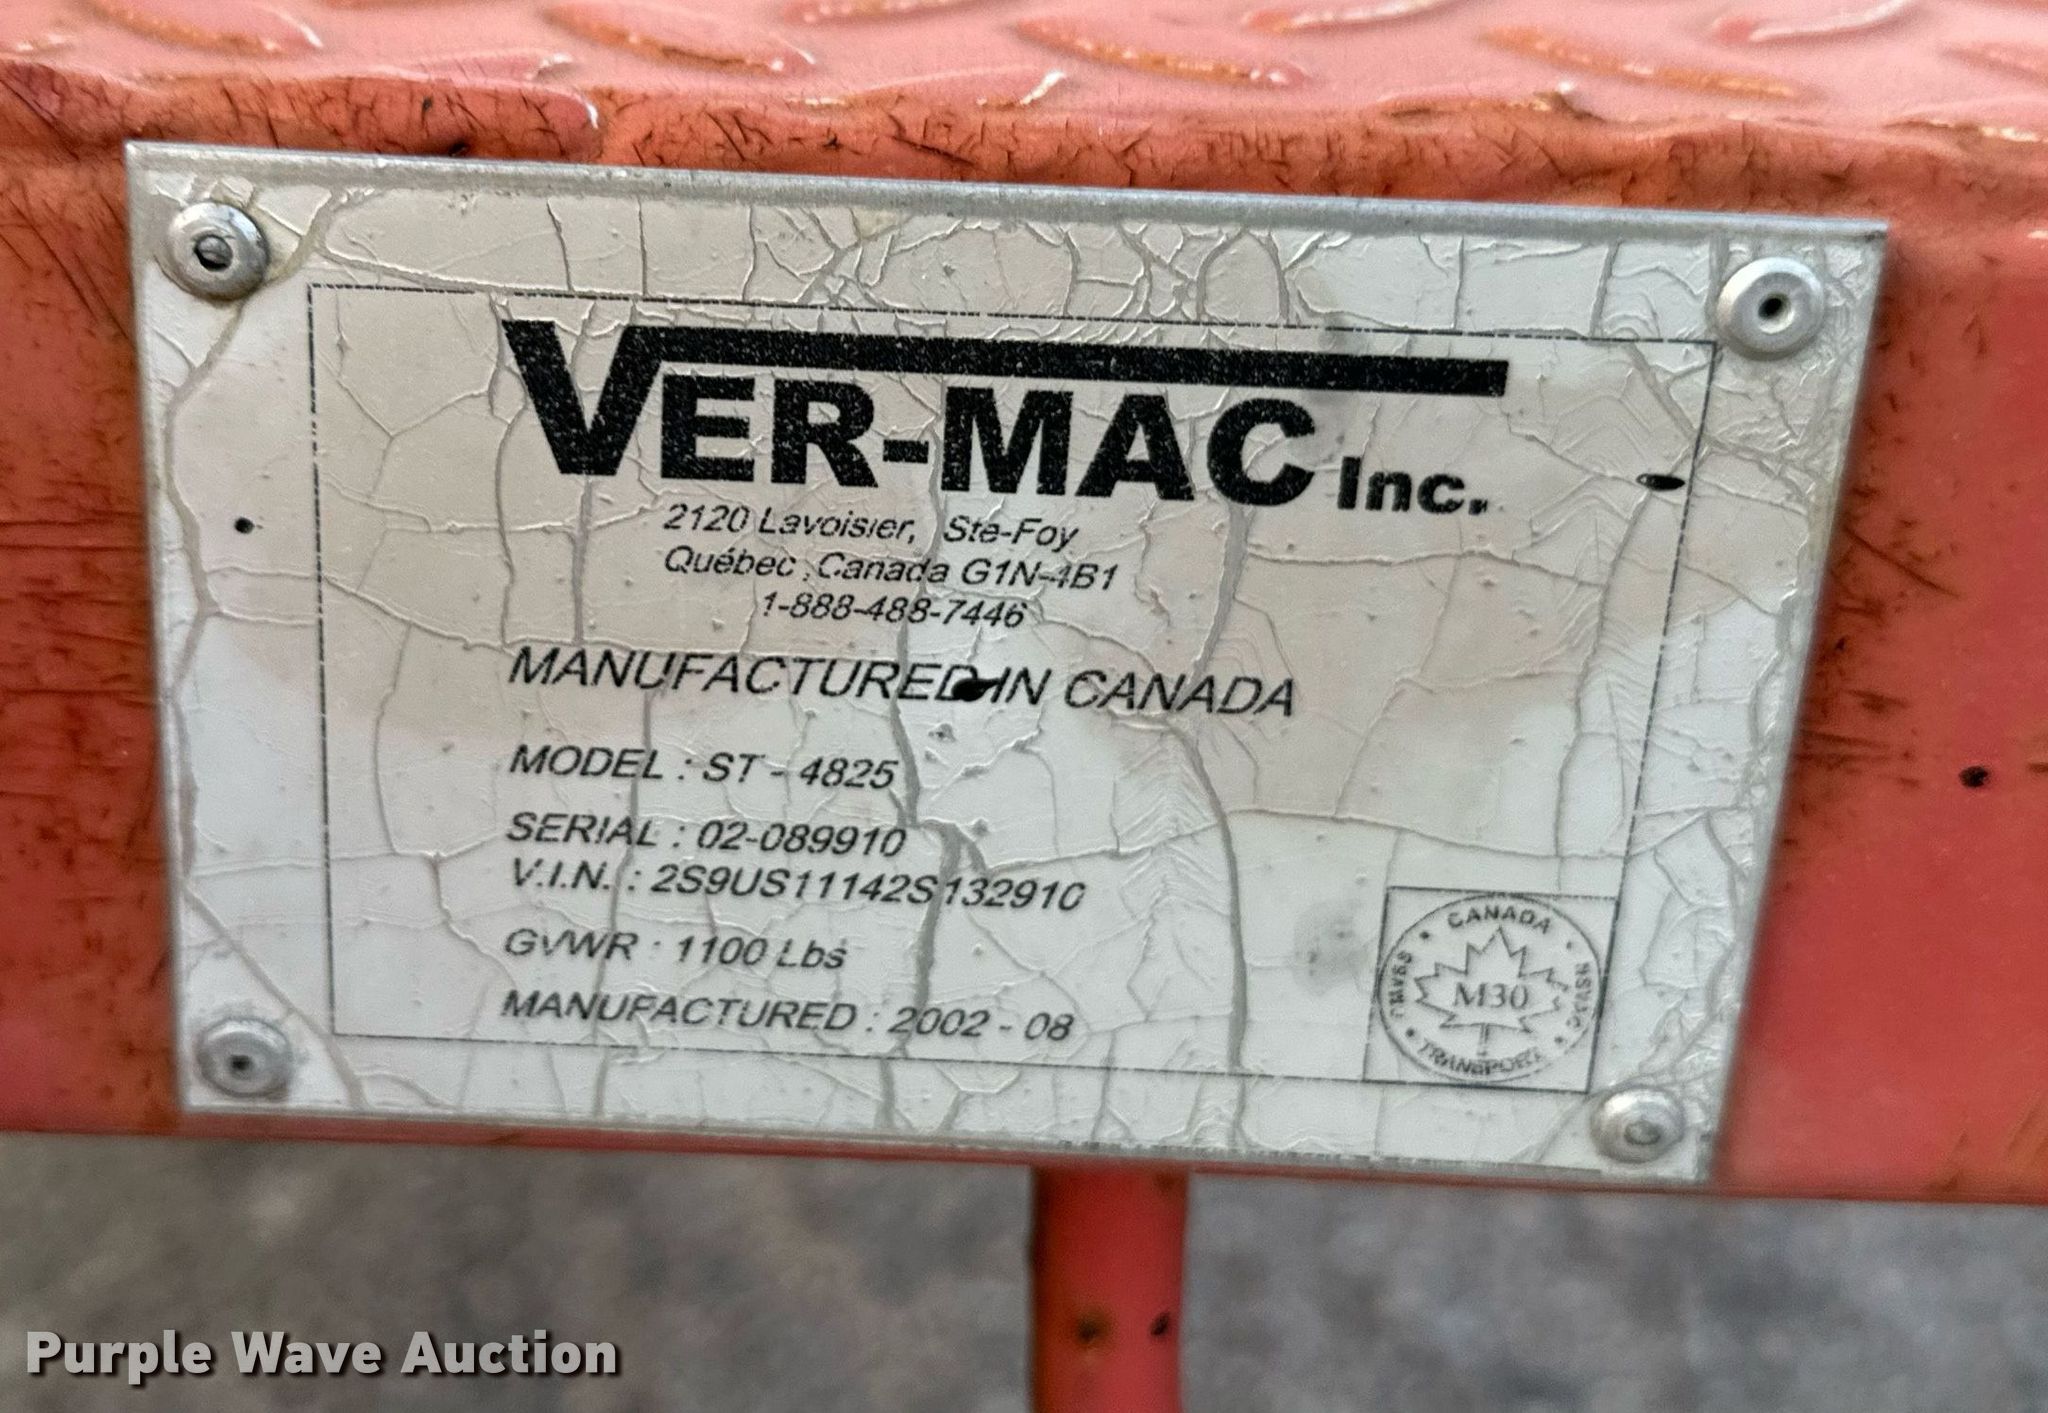 VER-MAC Inc.
2120 Lavoisier, Ste-Foy
Québec, Canada G1N-4B1
1-888-488-7446
MANUFACTURED IN CANADA
MODEL : ST - 4825
SERIAL : 02-089910
V.I.N. : 2S9US11142S132910
GVWR : 1100 Lbs
MANUFACTURED : 2002 - 08
CANADA
M30
TRANSPORT
Purple Wave Auction